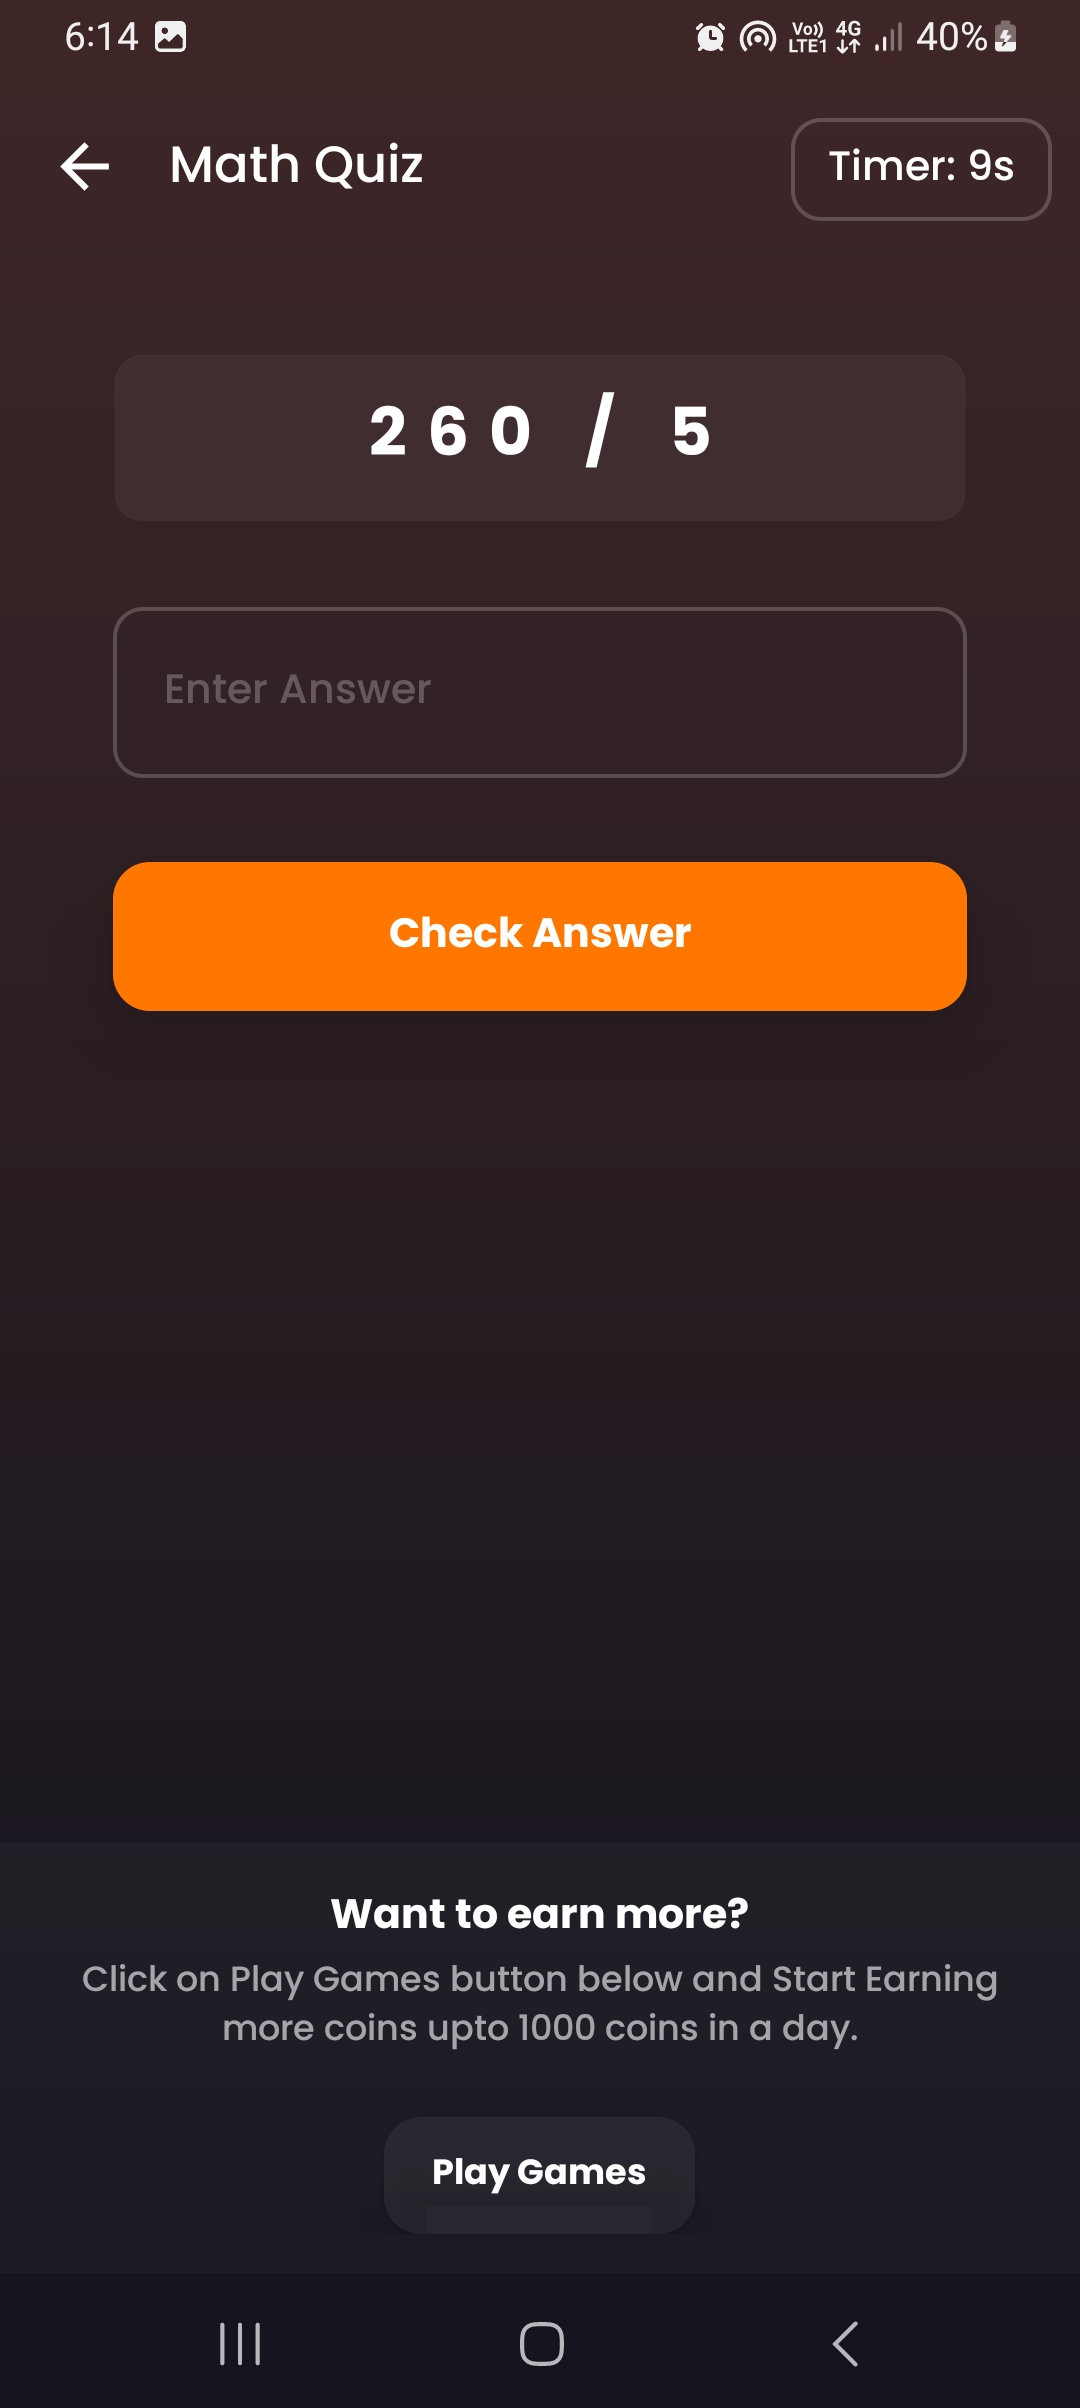 6:14
Vo)) LTE1 4G 40%
Math Quiz
Timer: 9s
260 / 5
Enter Answer
Check Answer
Want to earn more?
Click on Play Games button below and Start Earning
more coins upto 1000 coins in a day.
Play Games